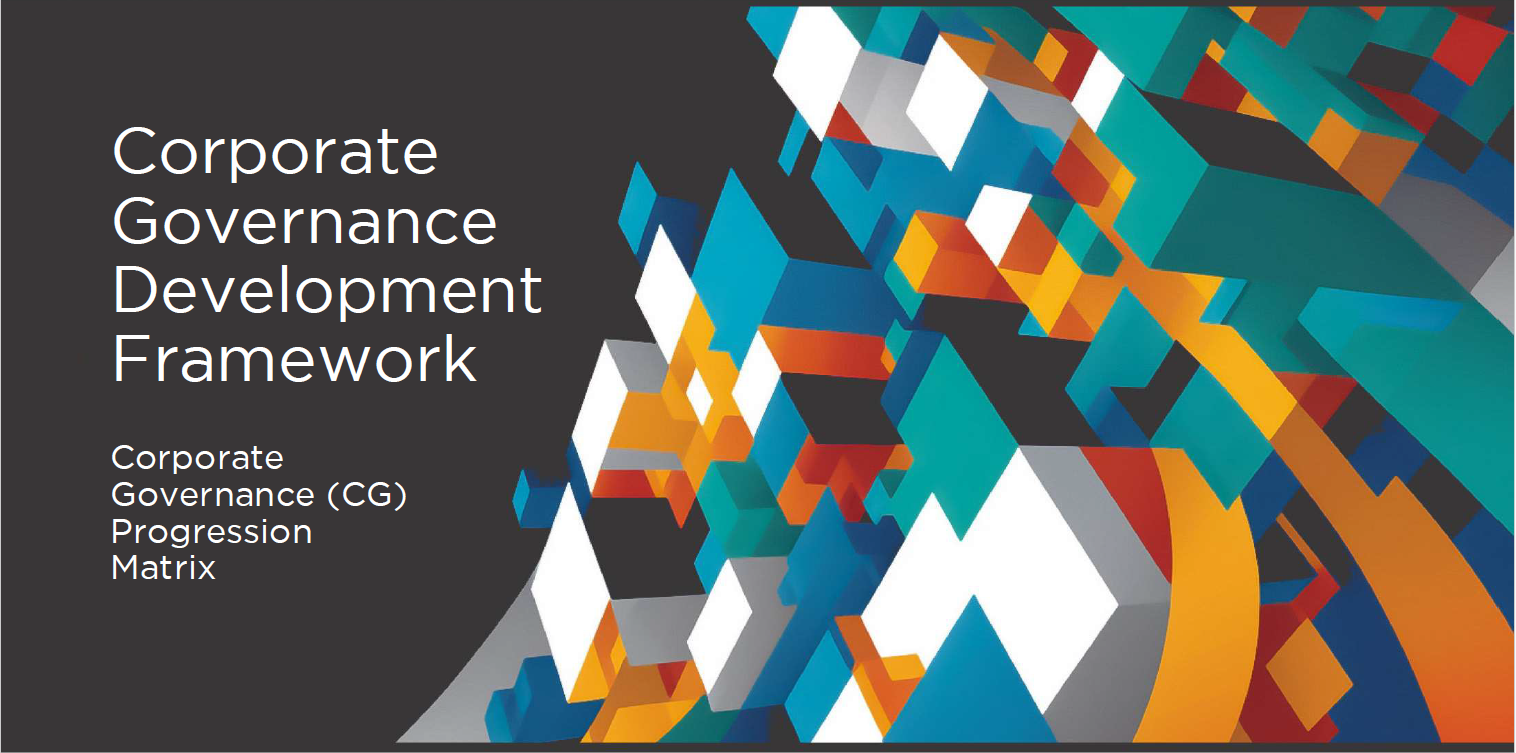 Corporate
Governance
Development
Framework
Corporate
Governance (CG)
Progression
Matrix